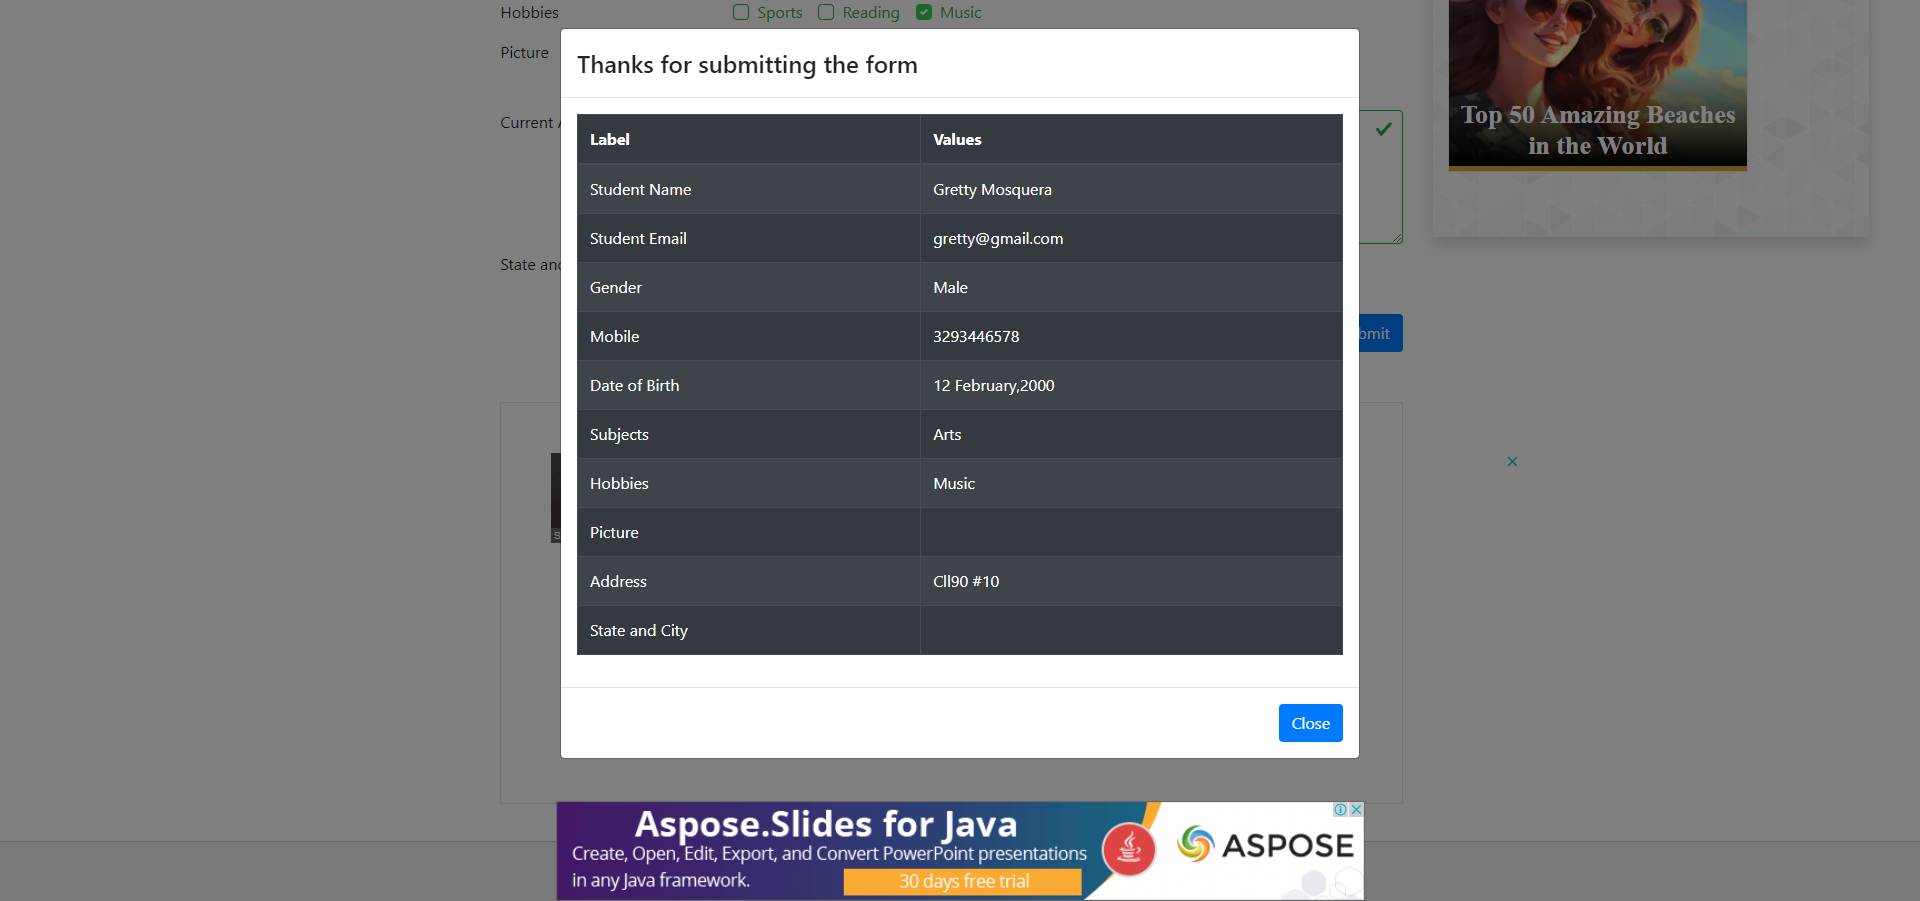 Hobbies Sports Reading Music
Picture
Thanks for submitting the form
Current
Label Values
Student Name Gretty Mosquera
Student Email gretty@gmail.com
State and
Gender Male
Mobile 3293446578
bmit
Date of Birth 12 February,2000
Subjects Arts
Hobbies Music
Picture
Address Cll90 #10
State and City
Close
Top 50 Amazing Beaches
in the World
Aspose.Slides for Java
Create, Open, Edit, Export, and Convert PowerPoint presentations
in any Java framework.
30 days free trial
ASPOSE